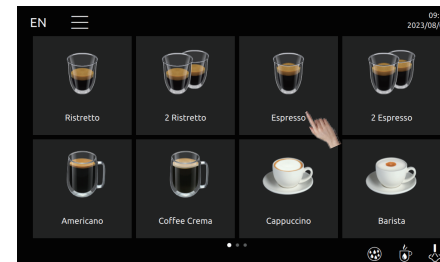 EN
09:
2023/08/
Ristretto
2 Ristretto
Espresso
2 Espresso
Americano
Coffee Crema
Cappuccino
Barista